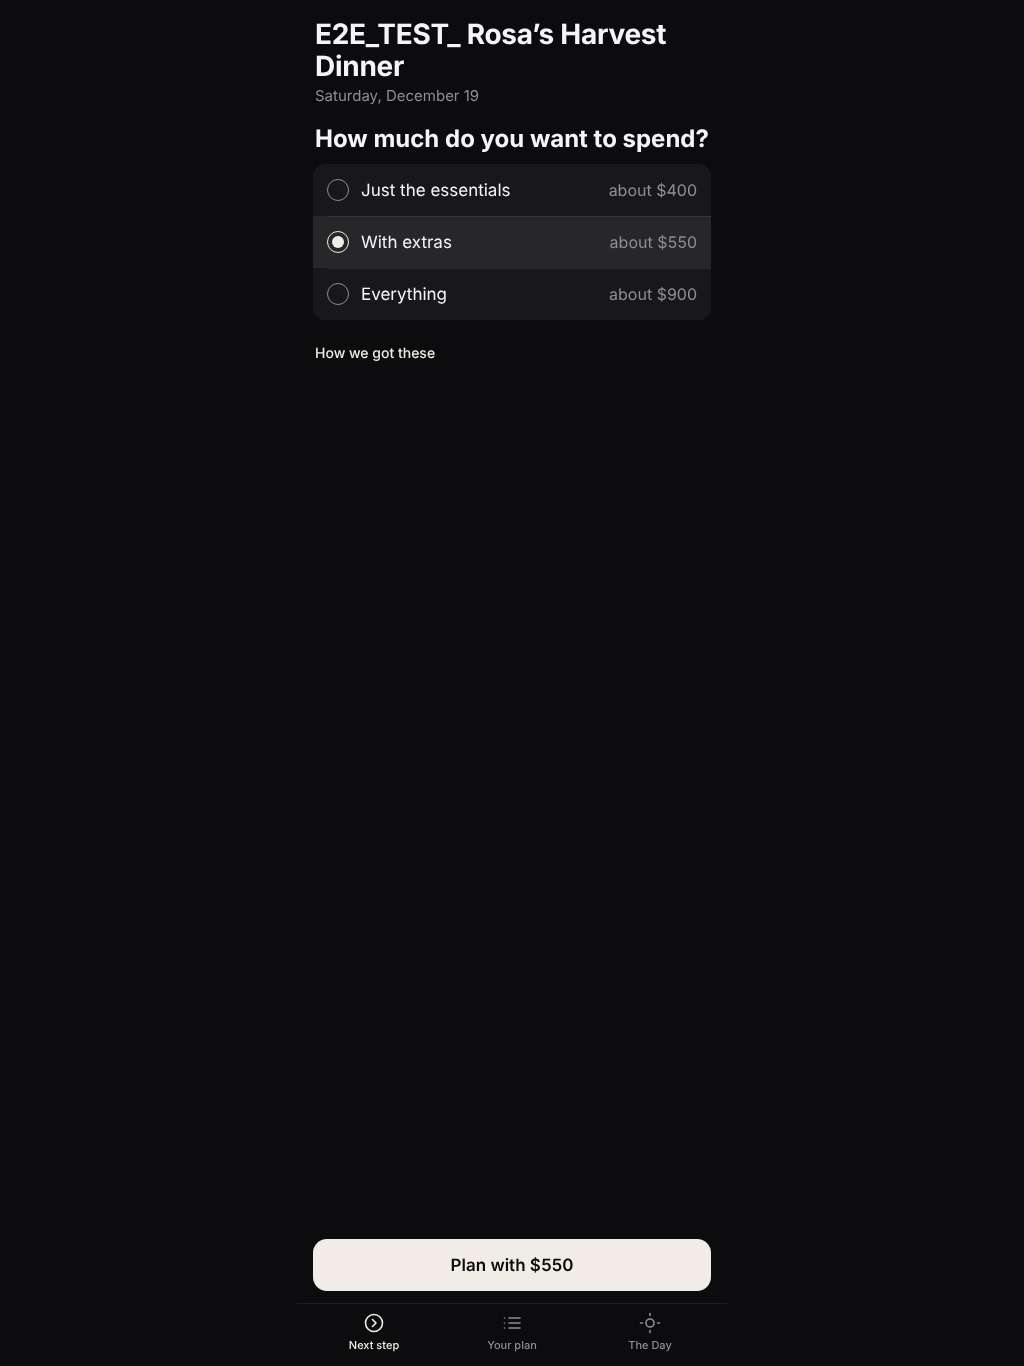 E2E_TEST_ Rosa’s Harvest
Dinner
Saturday, December 19
How much do you want to spend?
Just the essentials about $400
With extras about $550
Everything about $900
How we got these
Plan with $550
Next step Your plan The Day